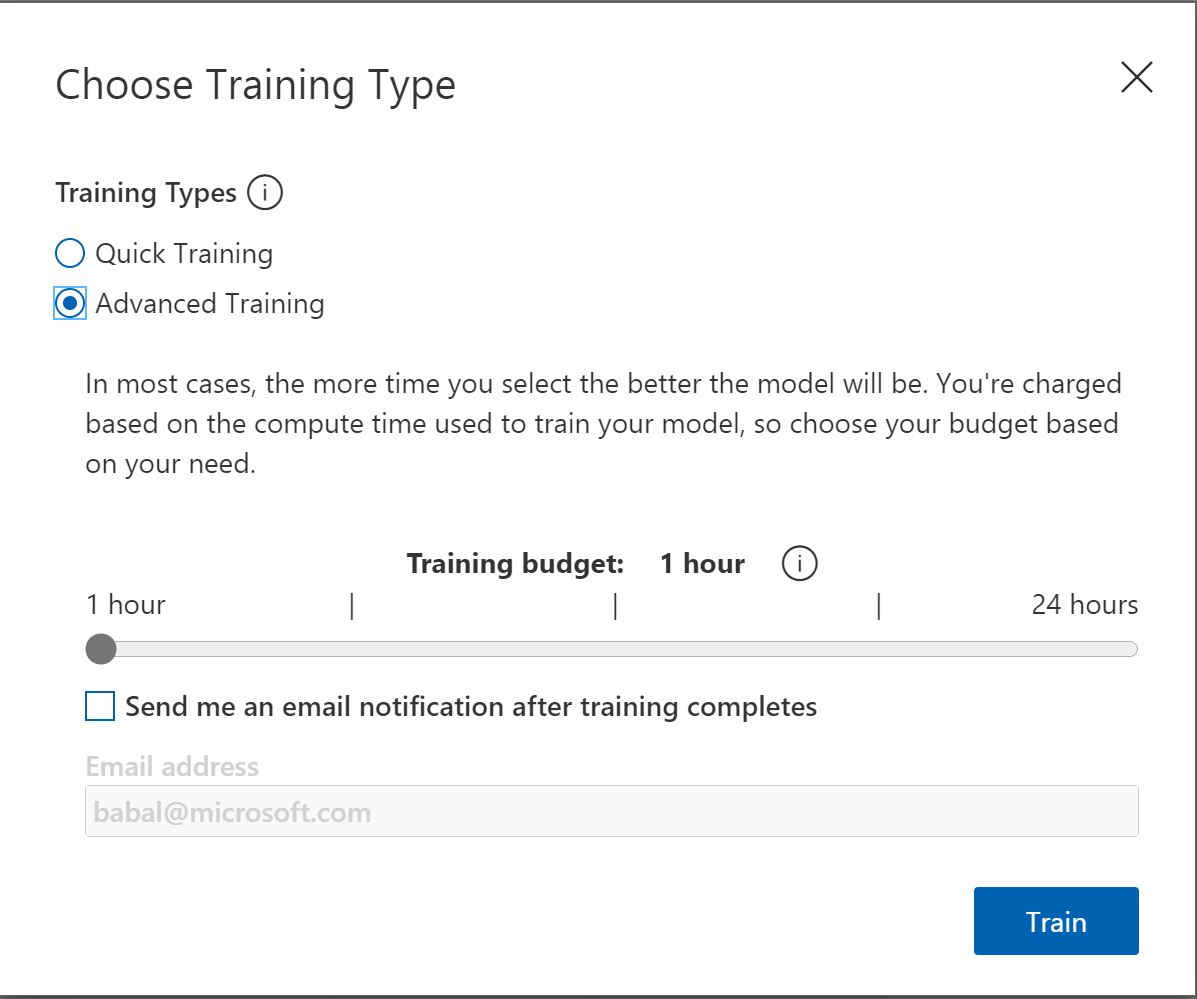 Choose Training Type
Training Types
Quick Training
Advanced Training
In most cases, the more time you select the better the model will be. You're charged
based on the compute time used to train your model, so choose your budget based
on your need.
Training budget: 1 hour
1 hour | | | 24 hours
Send me an email notification after training completes
Email address
babal@microsoft.com
Train